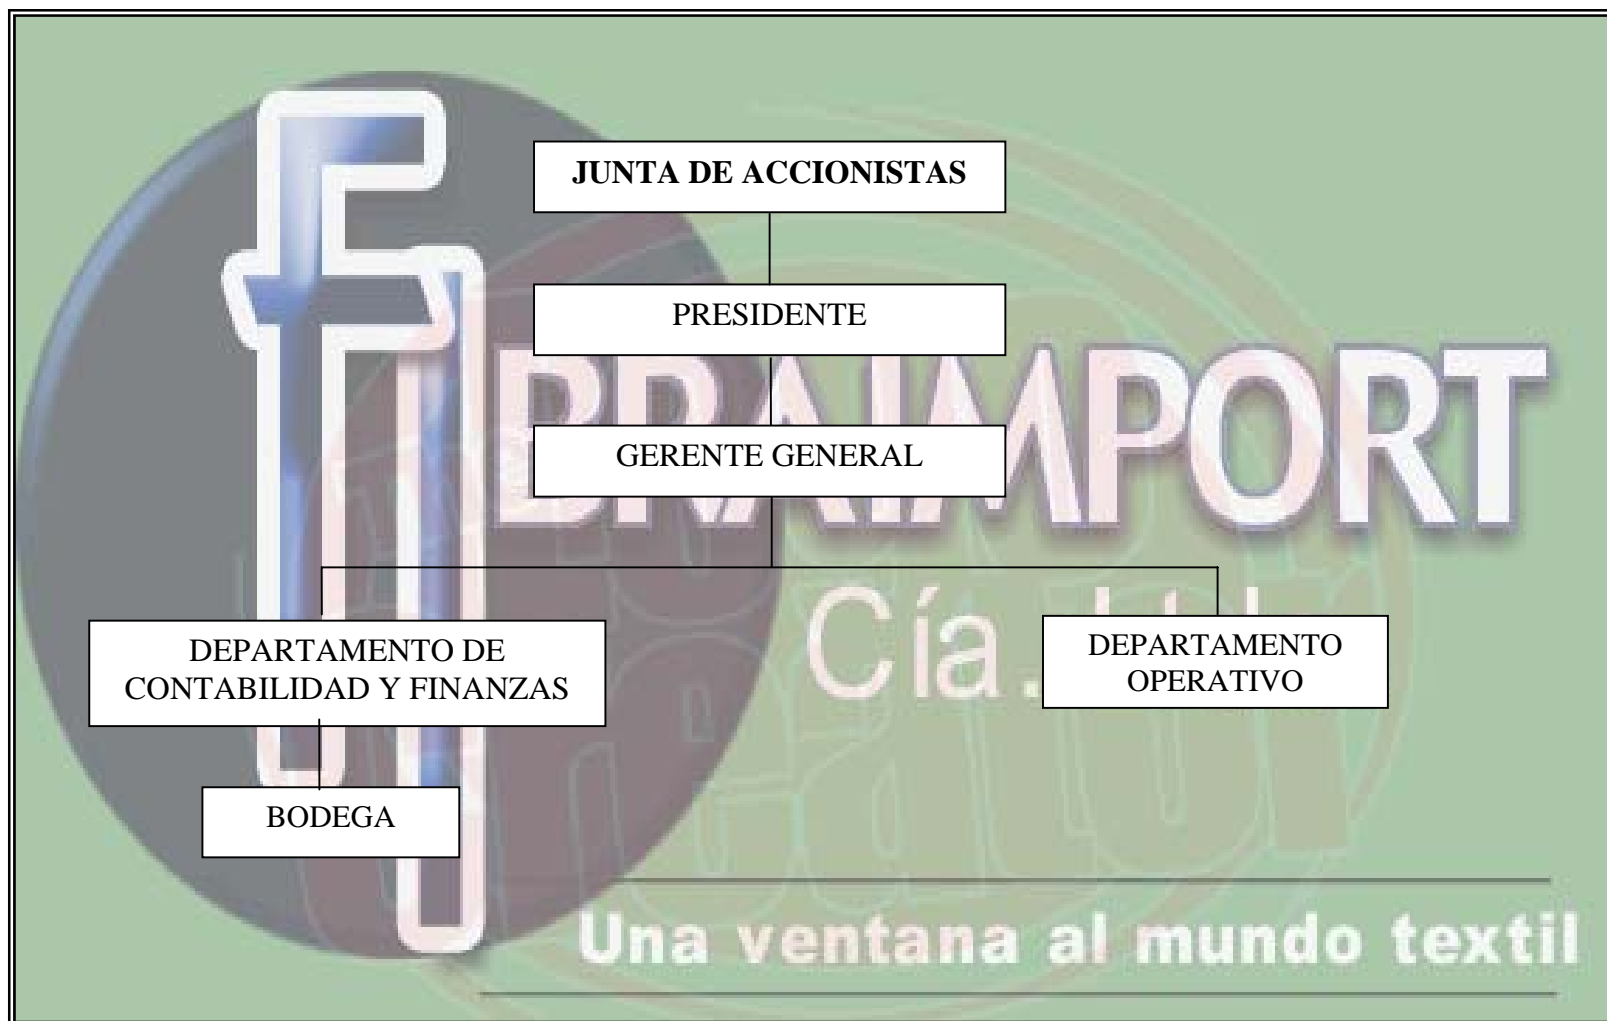 JUNTA DE ACCIONISTAS
PRESIDENTE
BRAIMPORT
GERENTE GENERAL
Cía.
DEPARTAMENTO DE
CONTABILIDAD Y FINANZAS
DEPARTAMENTO
OPERATIVO
BODEGA
Una ventana al mundo textil